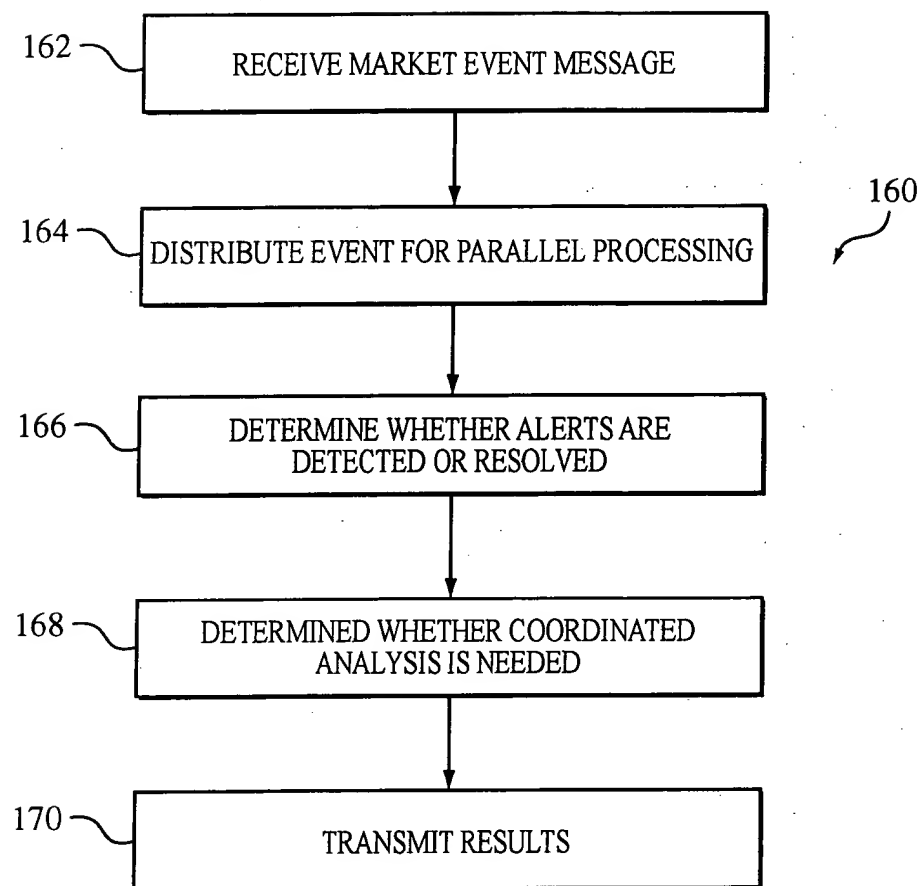 162
RECEIVE MARKET EVENT MESSAGE
160
164
DISTRIBUTE EVENT FOR PARALLEL PROCESSING
166
DETERMINE WHETHER ALERTS ARE
DETECTED OR RESOLVED
168
DETERMINED WHETHER COORDINATED
ANALYSIS IS NEEDED
170
TRANSMIT RESULTS